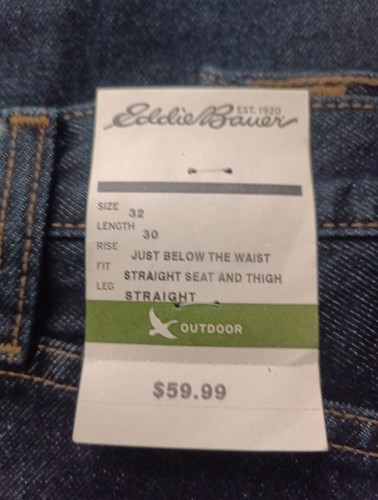 Eddie Bauer EST. 1920
SIZE 32
LENGTH 30
RISE JUST BELOW THE WAIST
FIT STRAIGHT SEAT AND THIGH
LEG STRAIGHT
OUTDOOR
$59.99